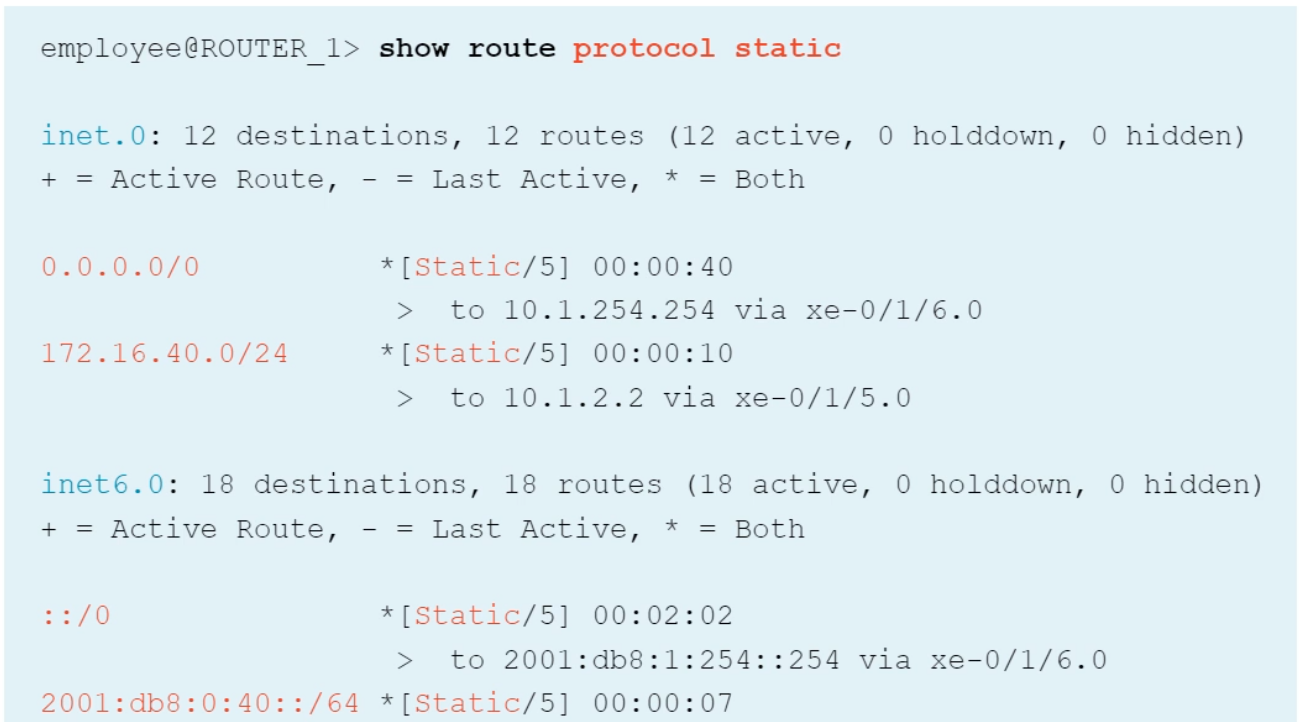 employee@ROUTER_1> show route protocol static
inet.0: 12 destinations, 12 routes (12 active, 0 holddown, 0 hidden)
+ = Active Route, - = Last Active, * = Both
0.0.0.0/0 *[Static/5] 00:00:40
> to 10.1.254.254 via xe-0/1/6.0
172.16.40.0/24 *[Static/5] 00:00:10
> to 10.1.2.2 via xe-0/1/5.0
inet6.0: 18 destinations, 18 routes (18 active, 0 holddown, 0 hidden)
+ = Active Route, - = Last Active, * = Both
::/0 *[Static/5] 00:02:02
> to 2001:db8:1:254::254 via xe-0/1/6.0
2001:db8:0:40::/64 *[Static/5] 00:00:07